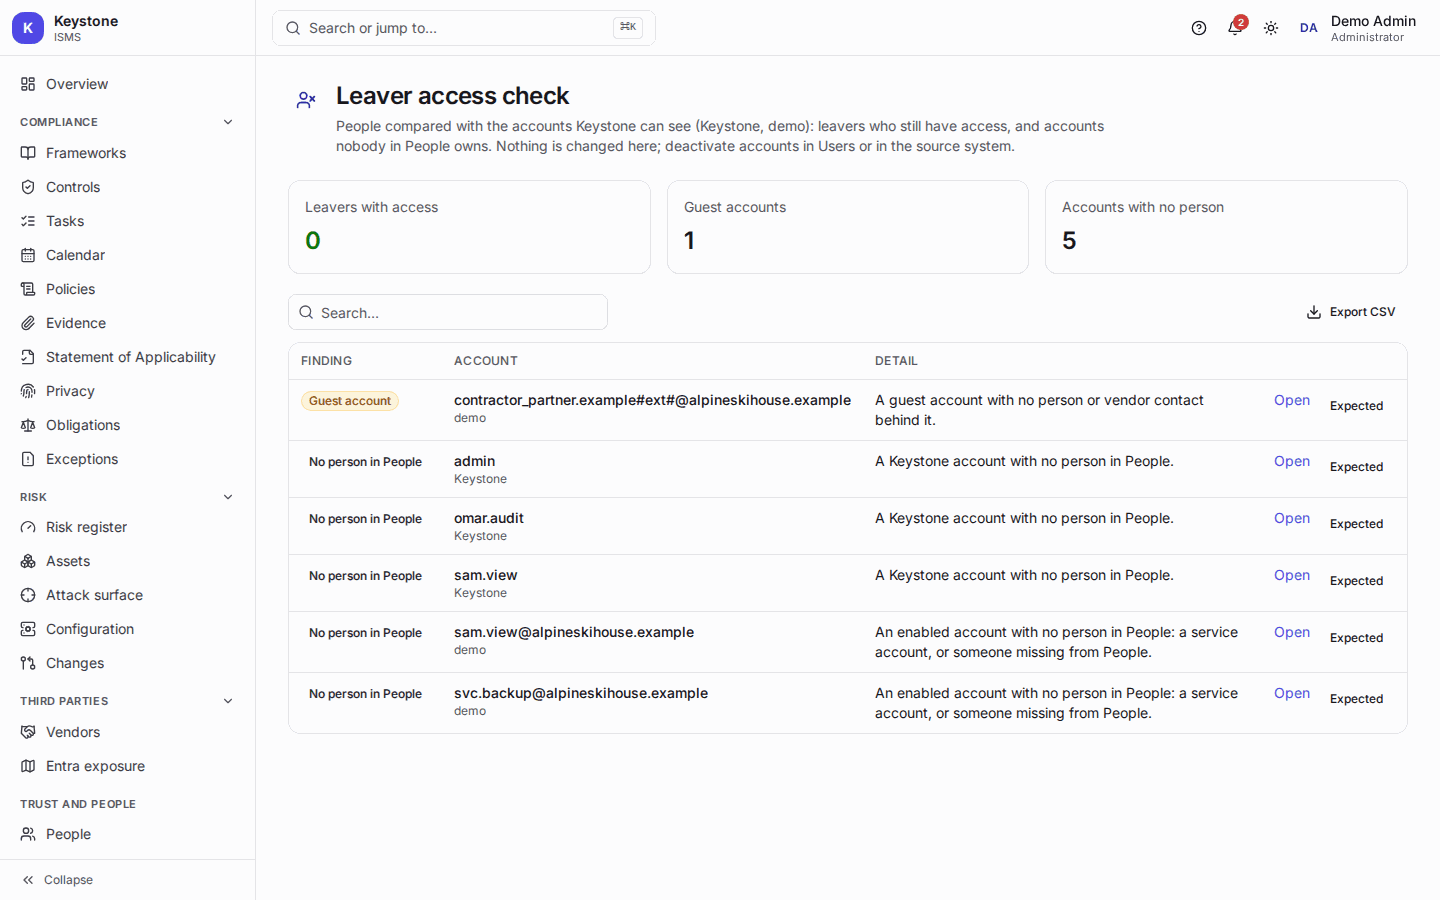 K
Keystone
ISMS
Search or jump to...
⌘K
2
DA
Demo Admin
Administrator
Overview
COMPLIANCE
Frameworks
Controls
Tasks
Calendar
Policies
Evidence
Statement of Applicability
Privacy
Obligations
Exceptions
RISK
Risk register
Assets
Attack surface
Configuration
Changes
THIRD PARTIES
Vendors
Entra exposure
TRUST AND PEOPLE
People
Collapse
Leaver access check
People compared with the accounts Keystone can see (Keystone, demo): leavers who still have access, and accounts
nobody in People owns. Nothing is changed here; deactivate accounts in Users or in the source system.
Leavers with access
0
Guest accounts
1
Accounts with no person
5
Search...
Export CSV
FINDING ACCOUNT DETAIL
Guest account contractor_partner.example#ext#@alpineskihouse.example A guest account with no person or vendor contact Open Expected
demo behind it.
No person in People admin A Keystone account with no person in People. Open Expected
Keystone
No person in People omar.audit A Keystone account with no person in People. Open Expected
Keystone
No person in People sam.view A Keystone account with no person in People. Open Expected
Keystone
No person in People sam.view@alpineskihouse.example An enabled account with no person in People: a service Open Expected
demo account, or someone missing from People.
No person in People svc.backup@alpineskihouse.example An enabled account with no person in People: a service Open Expected
demo account, or someone missing from People.